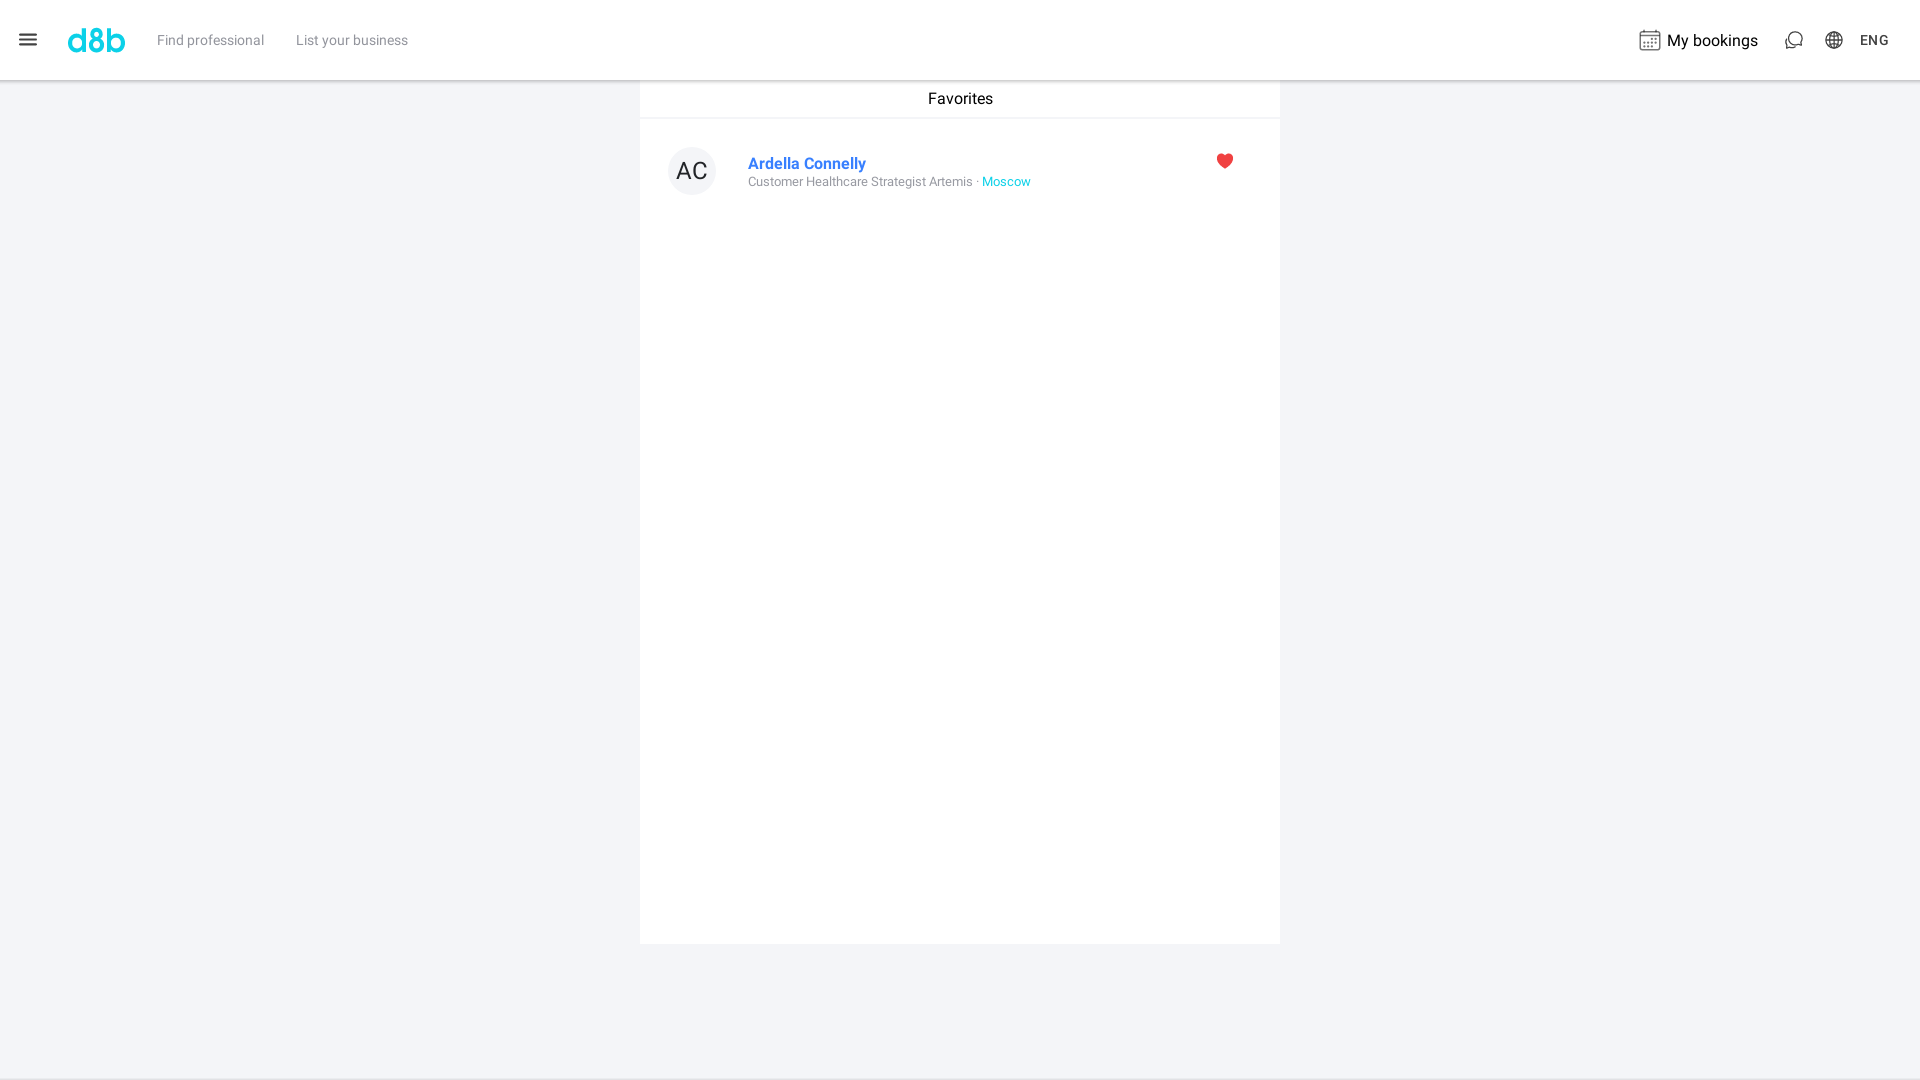 d8b
Find professional
List your business
My bookings
ENG
Favorites
AC
Ardella Connelly
Customer Healthcare Strategist Artemis · Moscow